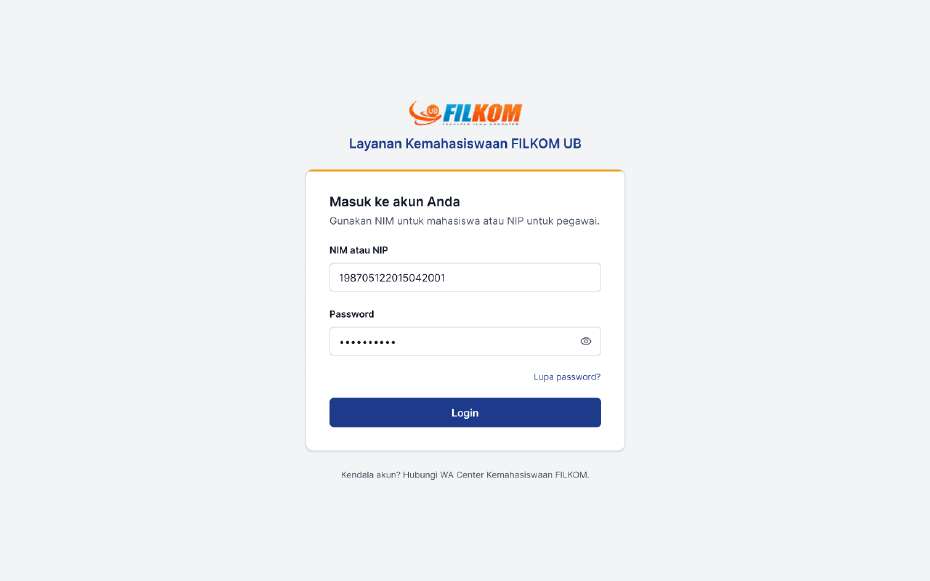 UB FILKOM
Layanan Kemahasiswaan FILKOM UB
Masuk ke akun Anda
Gunakan NIM untuk mahasiswa atau NIP untuk pegawai.
NIM atau NIP
198705122015042001
Password
••••••••••
Lupa password?
Login
Kendala akun? Hubungi WA Center Kemahasiswaan FILKOM.